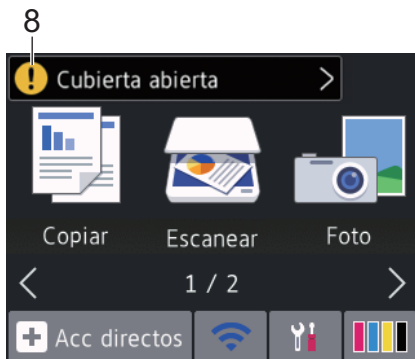 8
Cubierta abierta
Copiar
Escanear
Foto
1 / 2
Acc directos